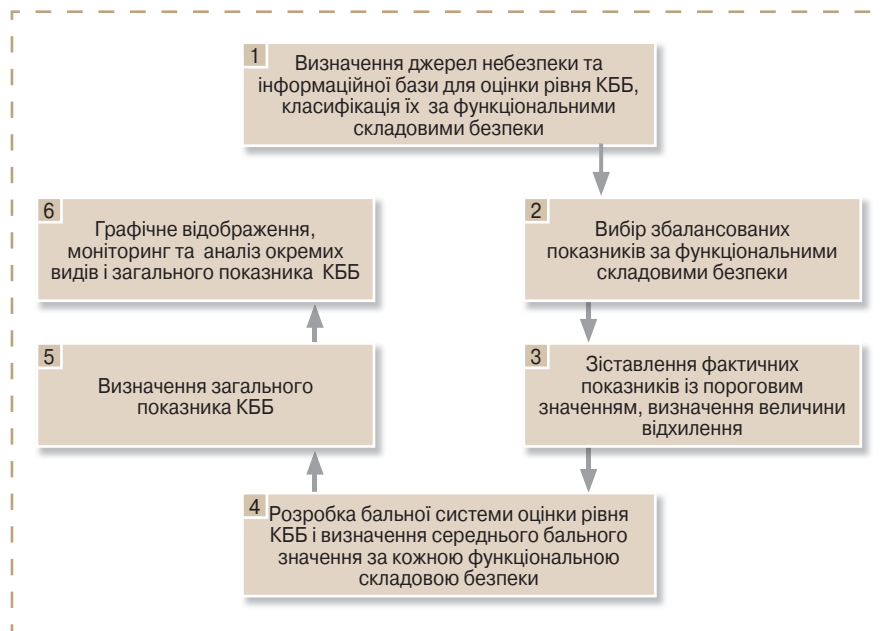 1
Визначення джерел небезпеки та
інформаційної бази для оцінки рівня КББ,
класифікація їх за функціональними
складовими безпеки
2
Вибір збалансованих
показників за функціональними
складовими безпеки
3
Зіставлення фактичних
показників із пороговим
значенням, визначення величини
відхилення
4
Розробка бальної системи оцінки рівня
КББ і визначення середнього бального
значення за кожною функціональною
складовою безпеки
5
Визначення загального
показника КББ
6
Графічне відображення,
моніторинг та аналіз окремих
видів і загального показника КББ